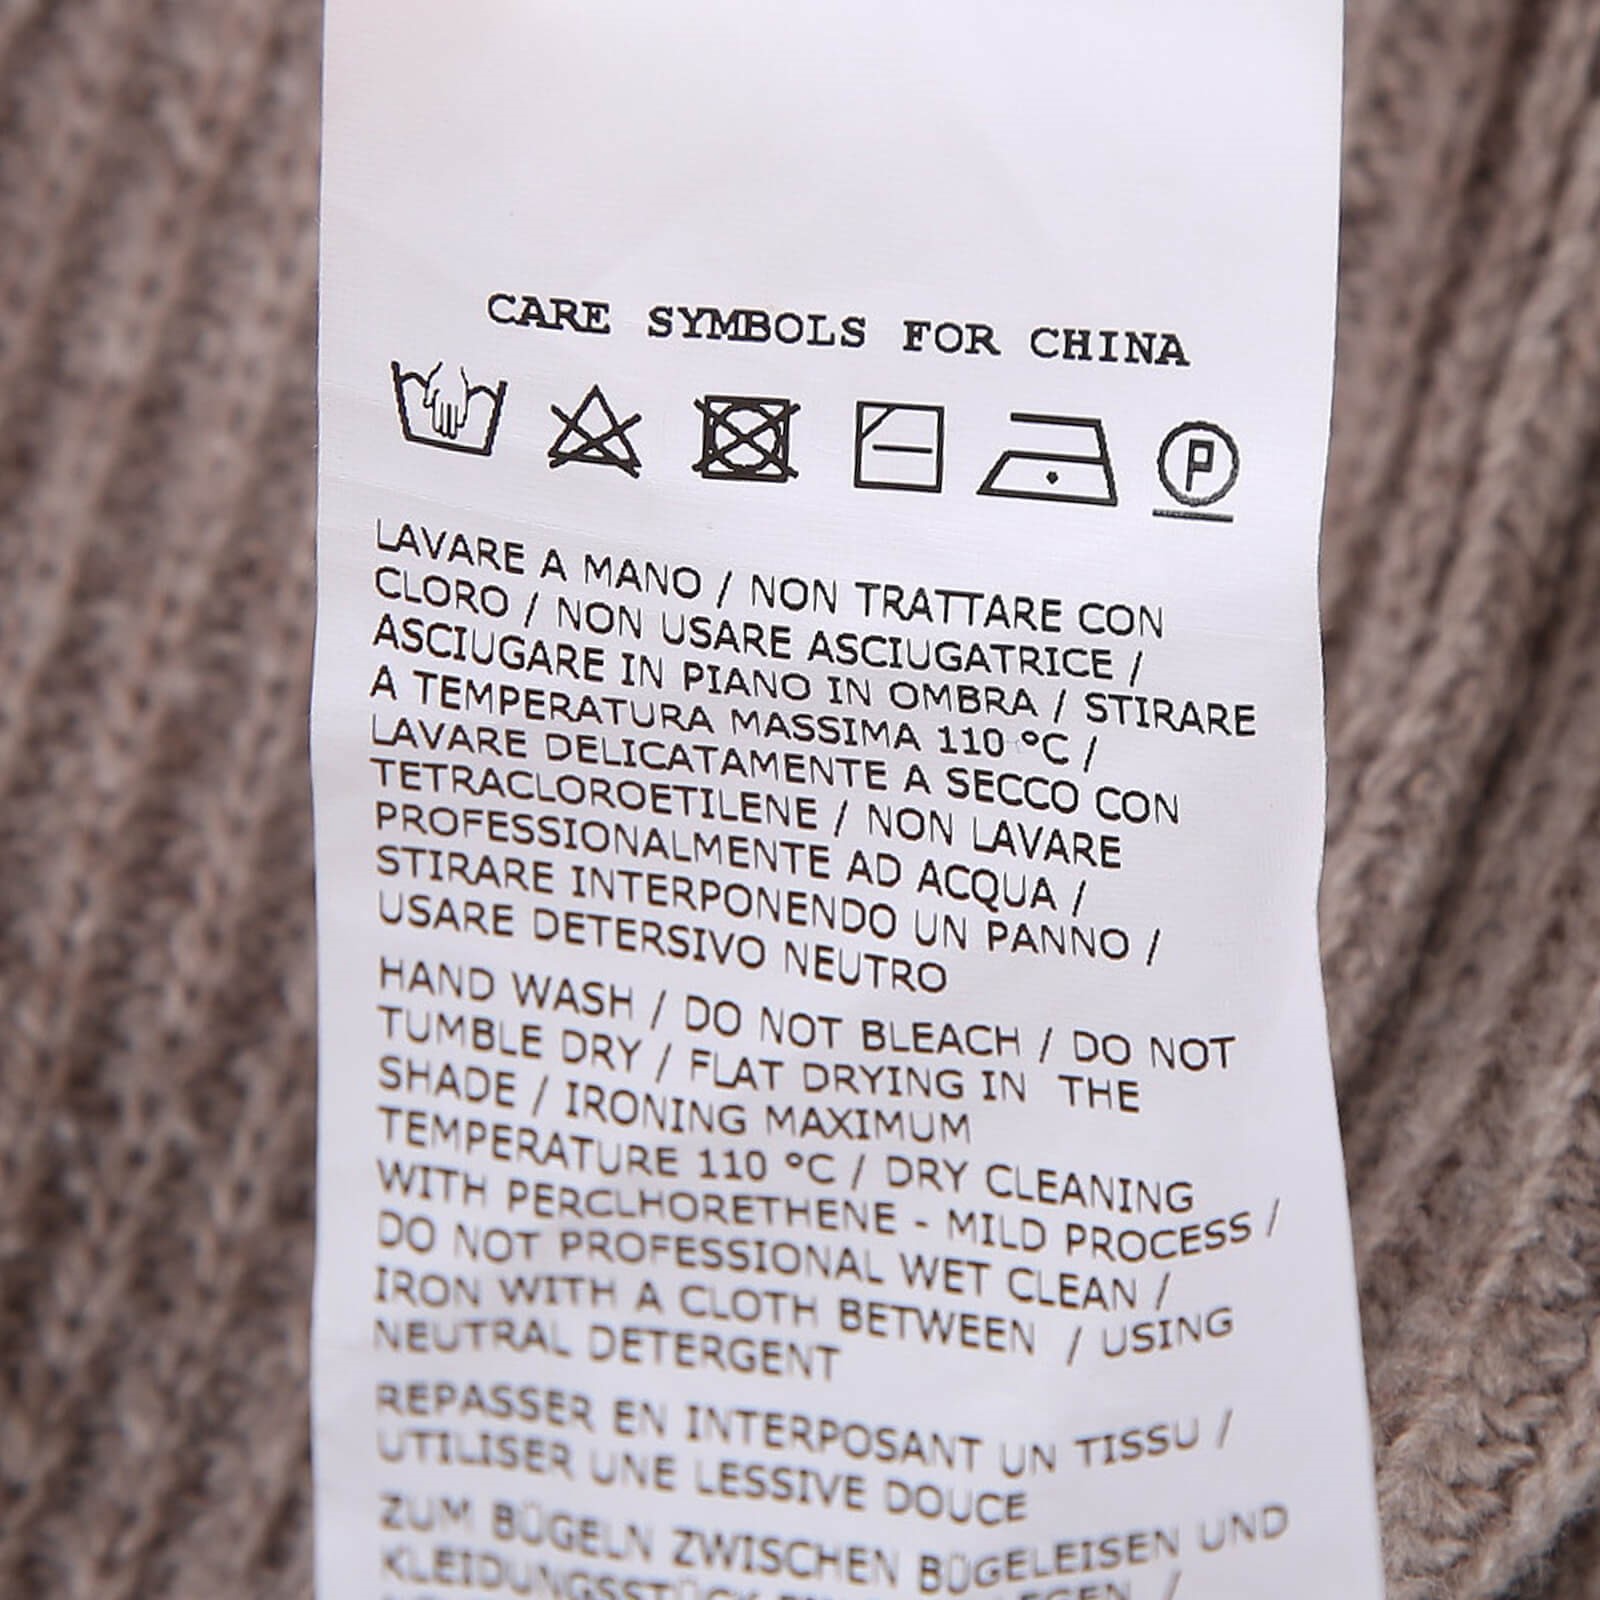 CARE SYMBOLS FOR CHINA
P
LAVARE A MANO / NON TRATTARE CON
CLORO / NON USARE ASCIUGATRICE /
ASCIUGARE IN PIANO IN OMBRA / STIRARE
A TEMPERATURA MASSIMA 110 °C /
LAVARE DELICATAMENTE A SECCO CON
TETRACLOROETILENE / NON LAVARE
PROFESSIONALMENTE AD ACQUA /
STIRARE INTERPONENDO UN PANNO /
USARE DETERSIVO NEUTRO
HAND WASH / DO NOT BLEACH / DO NOT
TUMBLE DRY / FLAT DRYING IN THE
SHADE / IRONING MAXIMUM
TEMPERATURE 110 °C / DRY CLEANING
WITH PERCLHORETHENE - MILD PROCESS /
DO NOT PROFESSIONAL WET CLEAN /
IRON WITH A CLOTH BETWEEN / USING
NEUTRAL DETERGENT
REPASSER EN INTERPOSANT UN TISSU /
UTILISER UNE LESSIVE DOUCE
ZUM BÜGELN ZWISCHEN BÜGELEISEN UND